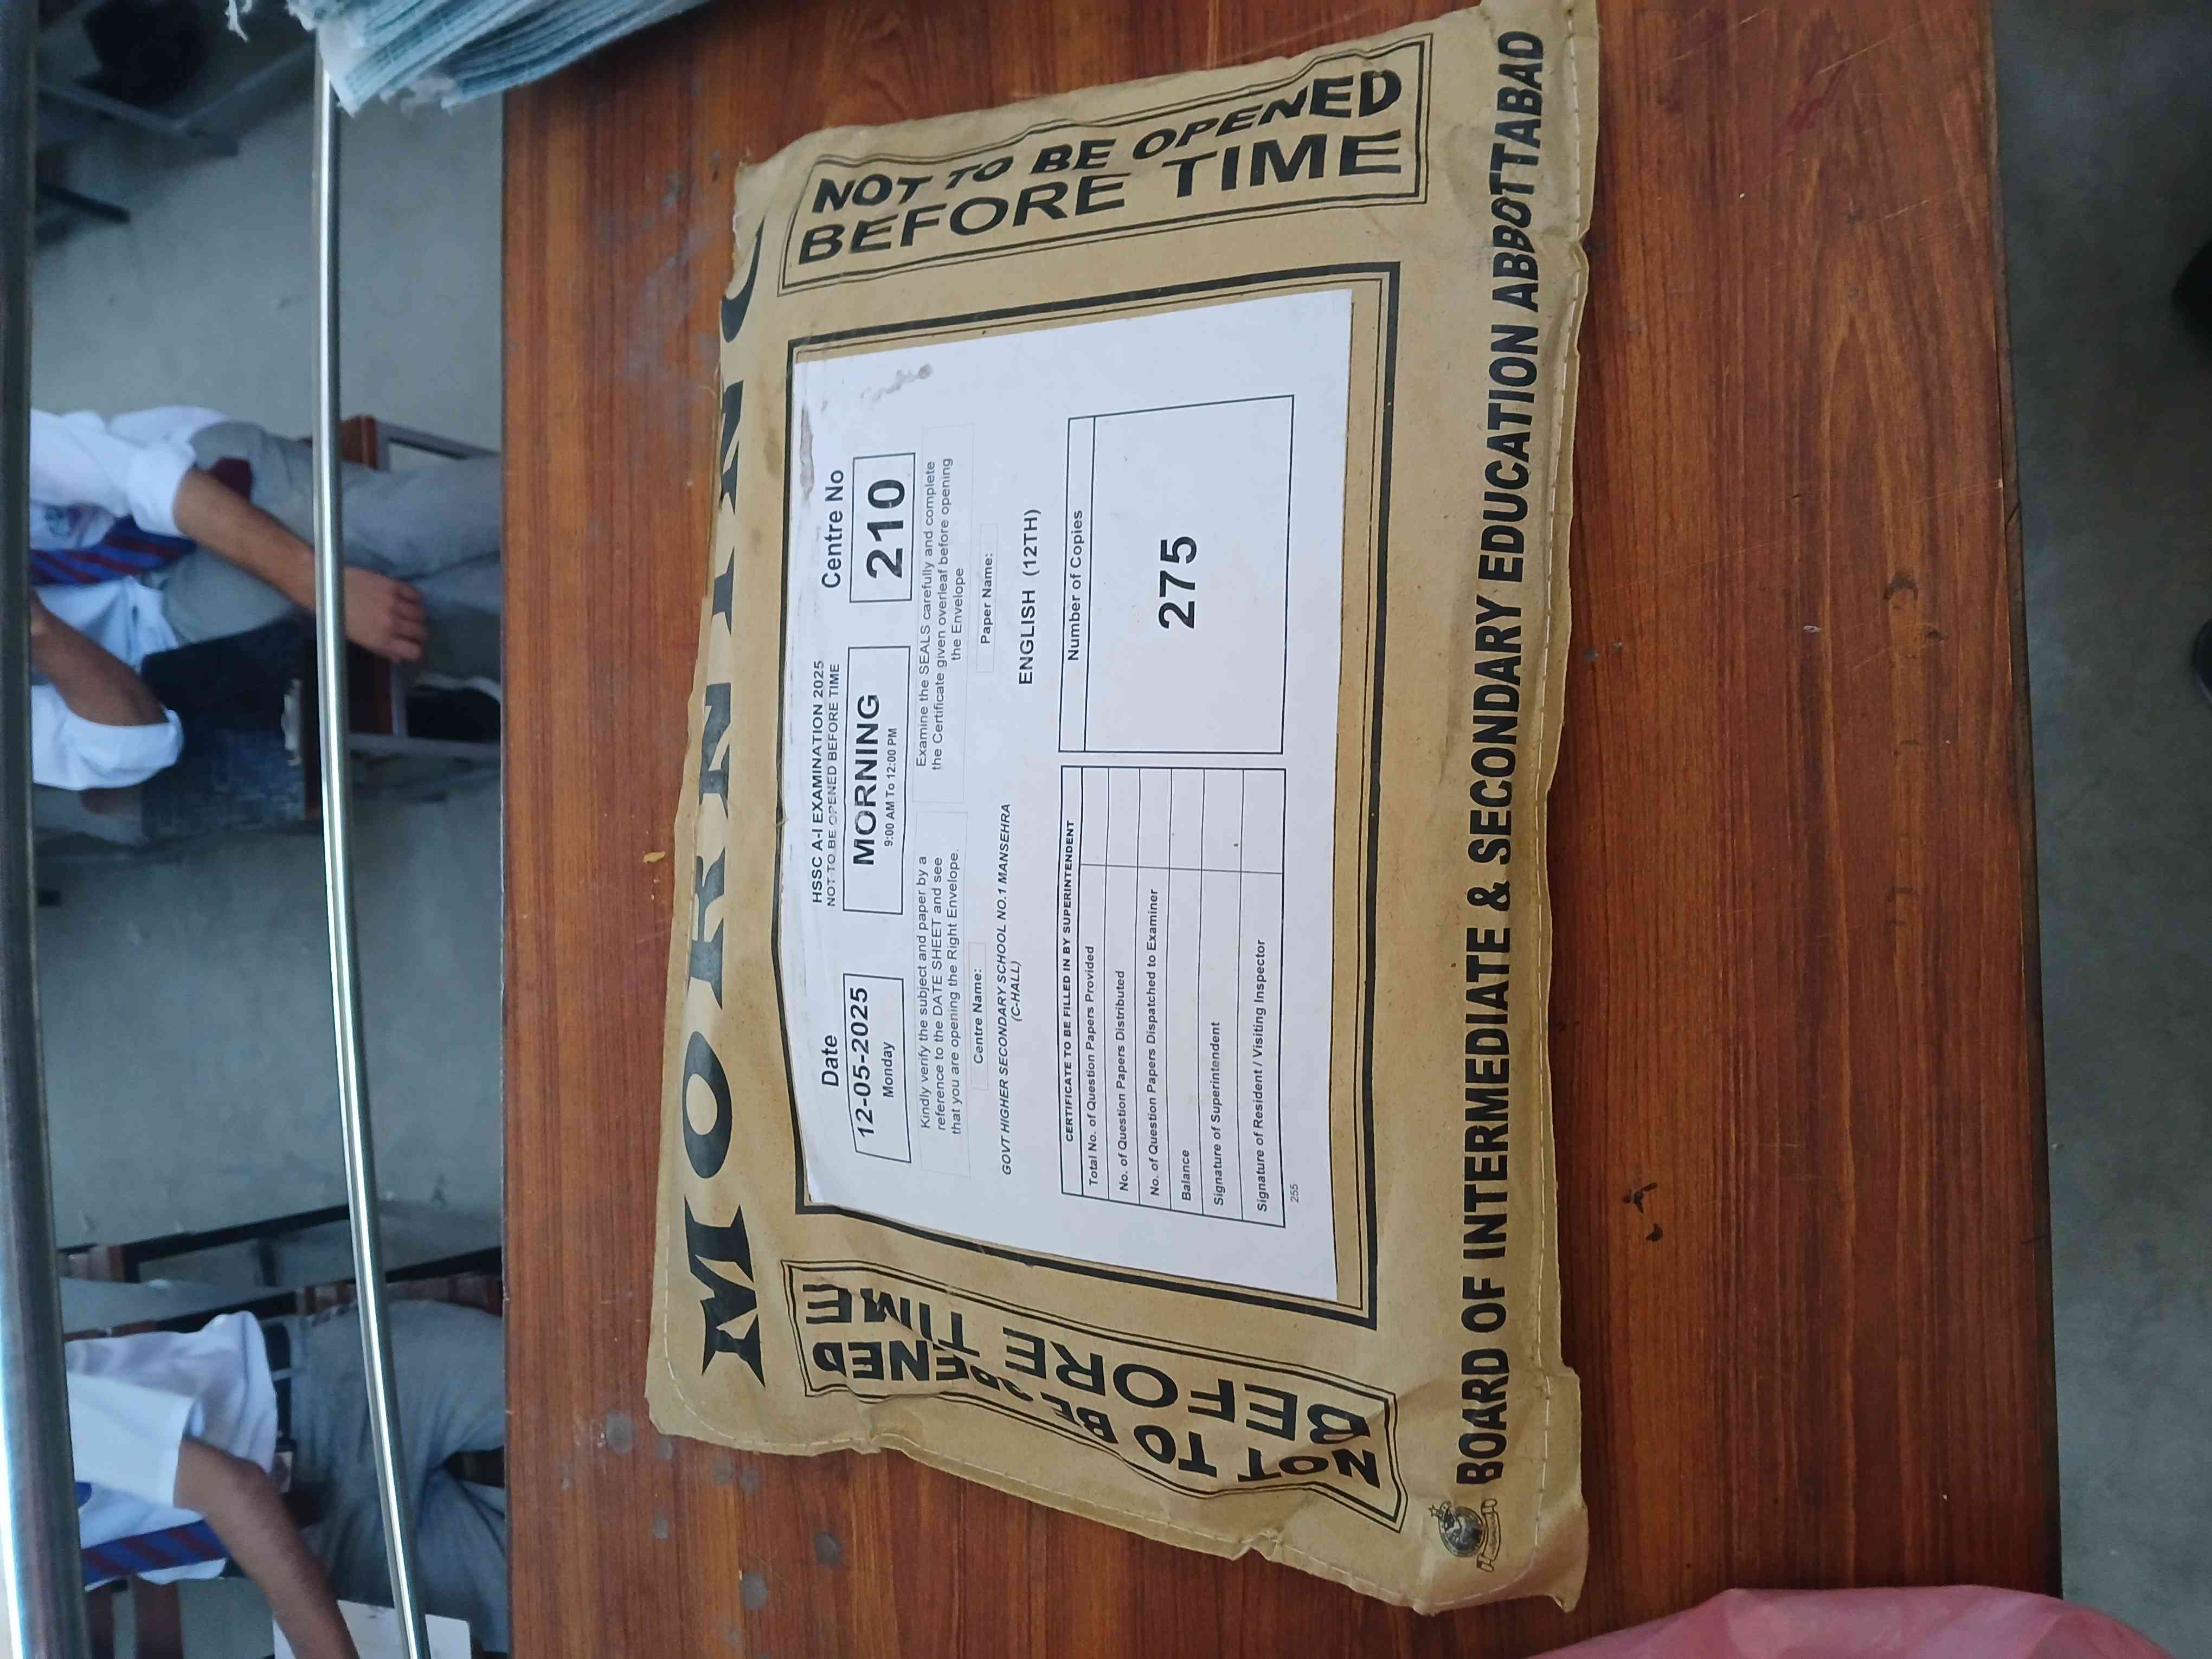 MORNING
NOT TO BE OPENED
BEFORE TIME
HSSC A-I EXAMINATION 2025
NOT TO BE OPENED BEFORE TIME
Date
12-05-2025
Monday
MORNING
9:00 AM To 12:00 PM
Centre No
210
Kindly verify the subject and paper by a
reference to the DATE SHEET and see
that you are opening the Right Envelope.
Examine the SEALS carefully and complete
the Certificate given overleaf before opening
the Envelope
Centre Name:
GOVT HIGHER SECONDARY SCHOOL NO.1 MANSEHRA
(C-HALL)
Paper Name:
ENGLISH (12TH)
CERTIFICATE TO BE FILLED IN BY SUPERINTENDENT
Total No. of Question Papers Provided
No. of Question Papers Distributed
No. of Question Papers Dispatched to Examiner
Balance
Signature of Superintendent
Signature of Resident / Visiting Inspector
255
Number of Copies
275
NOT TO BE OPENED
BEFORE TIME
BOARD OF INTERMEDIATE & SECONDARY EDUCATION ABBOTTABAD